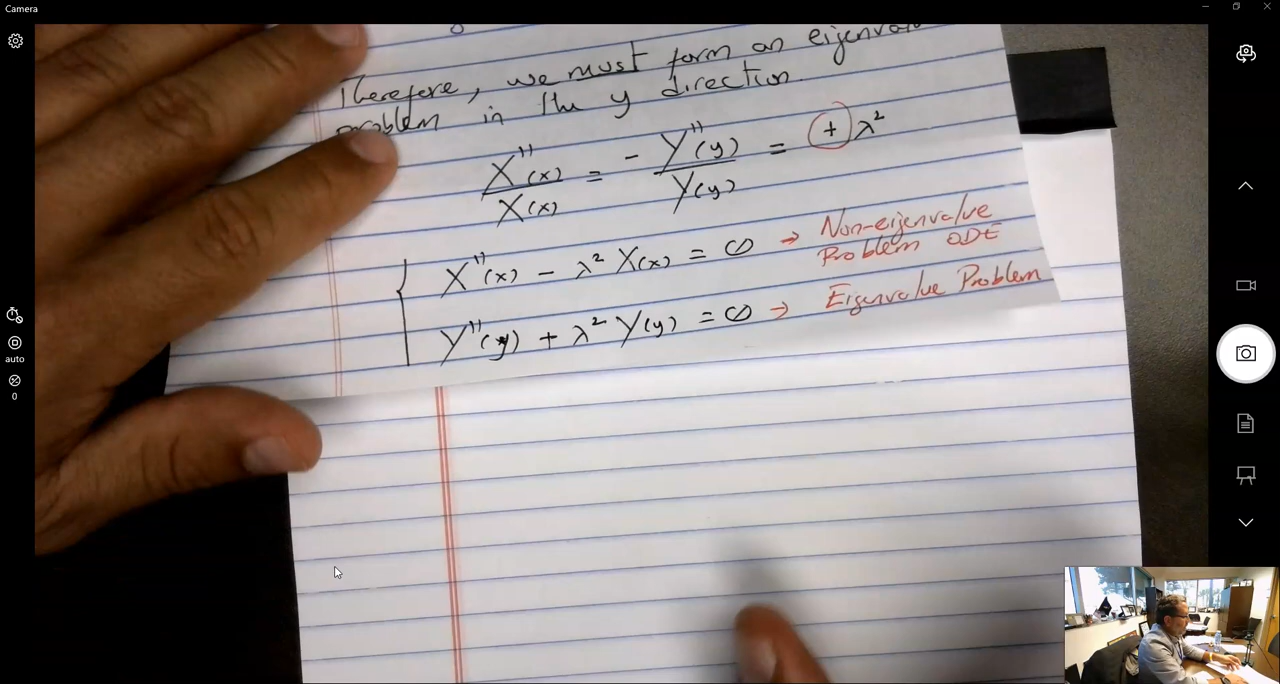 Camera
Therefore, we must form an
problem in the y direction.
X''(x)/X(x) = - Y''(y)/Y(y) = + λ²
X''(x) - λ² X(x) = 0 → Non-eigenvalue
Problem ODE
Y''(y) + λ² Y(y) = 0 → Eigenvalue Problem
auto
0